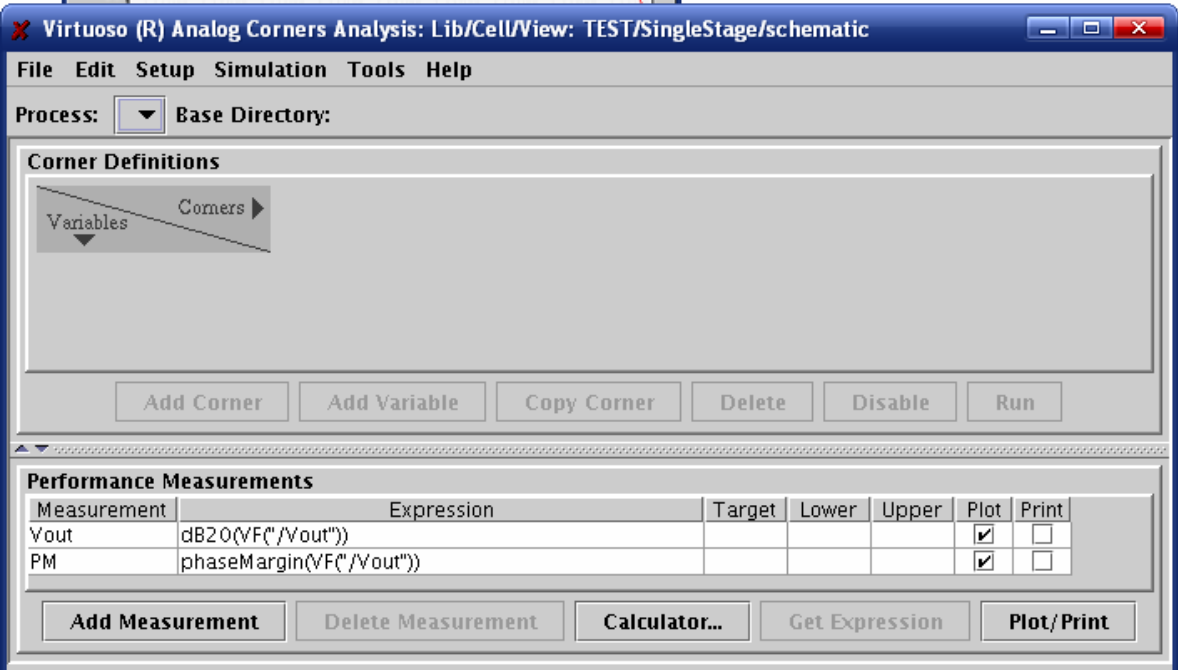 Virtuoso (R) Analog Corners Analysis: Lib/Cell/View: TEST/SingleStage/schematic
File Edit Setup Simulation Tools Help
Process: Base Directory:
Corner Definitions
Corners
Variables
Add Corner Add Variable Copy Corner Delete Disable Run
Performance Measurements
Measurement Expression Target Lower Upper Plot Print
Vout dB20(VF("/Vout"))
PM phaseMargin(VF("/Vout"))
Add Measurement Delete Measurement Calculator... Get Expression Plot/Print